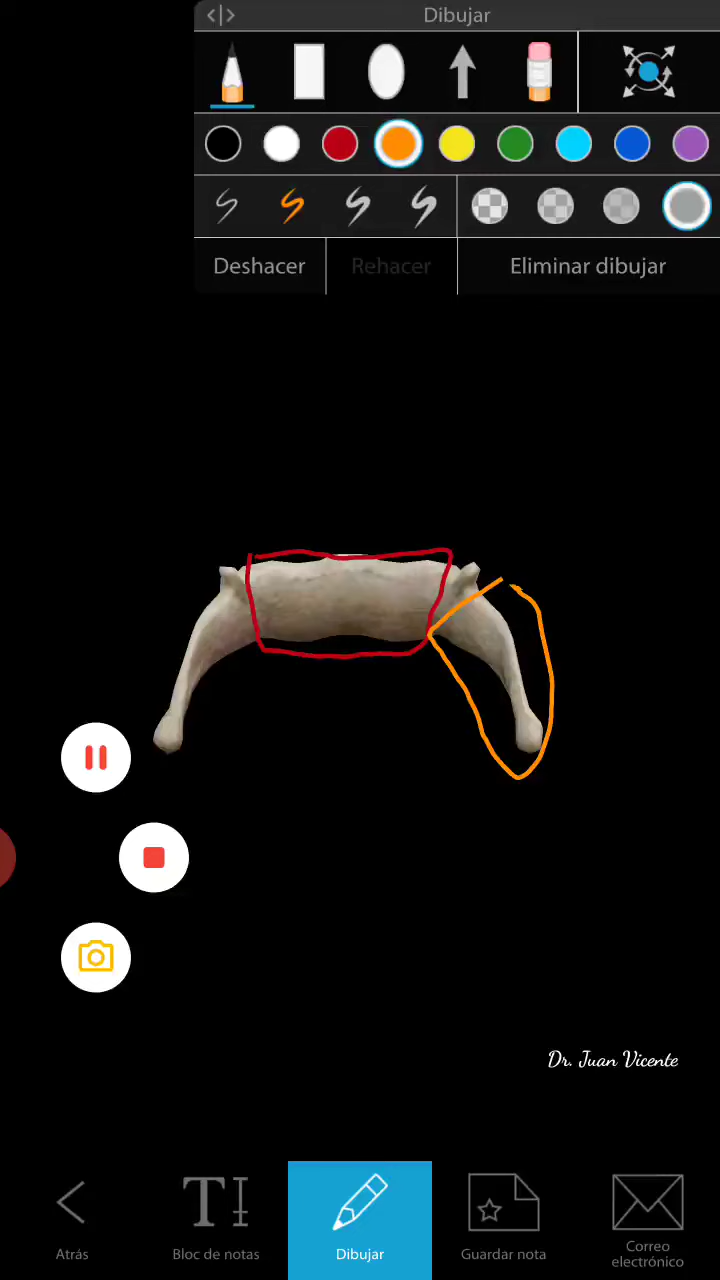 Dibujar
Deshacer
Rehacer
Eliminar dibujar
Dr. Juan Vicente
Atrás
Bloc de notas
Dibujar
Guardar nota
Correo
electrónico